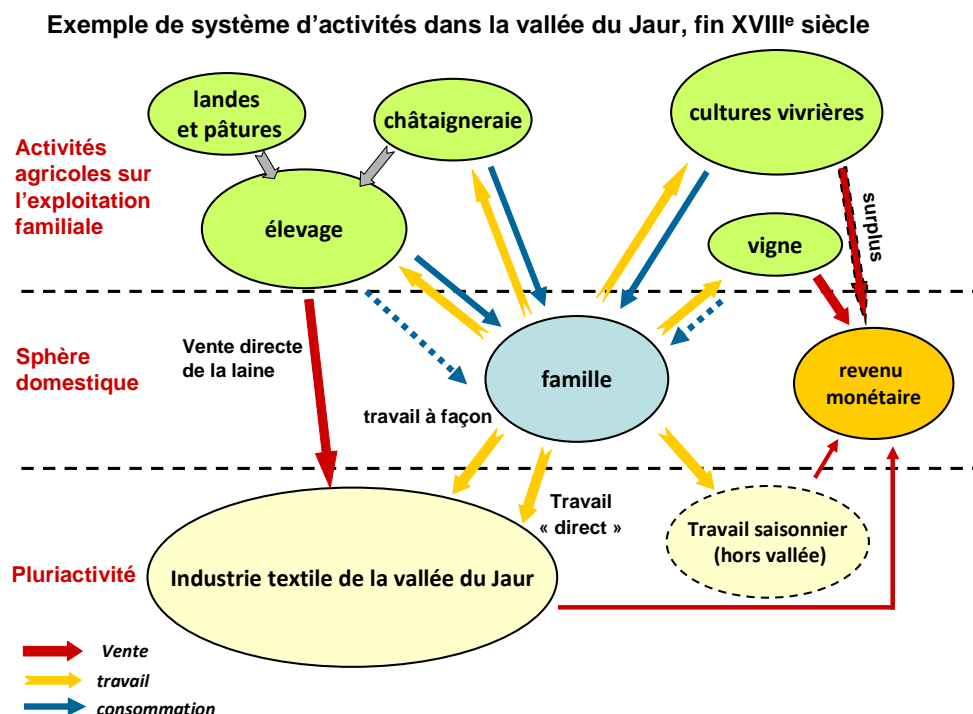 Exemple de système d’activités dans la vallée du Jaur, fin XVIIIe siècle
landes
et pâtures
châtaigneraie
cultures vivrières
Activités
agricoles sur
l’exploitation
familiale
élevage
vigne
surplus
Sphère
domestique
Vente directe
de la laine
famille
revenu
monétaire
travail à façon
Travail
« direct »
Travail saisonnier
(hors vallée)
Pluriactivité
Industrie textile de la vallée du Jaur
Vente
travail
consommation